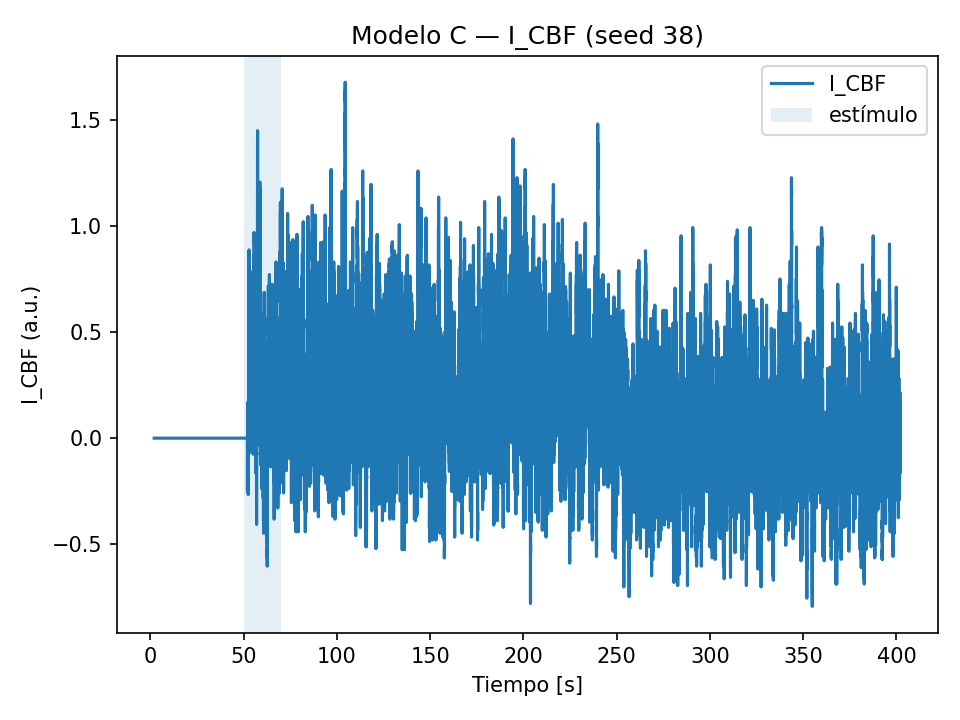 Modelo C — I_CBF (seed 38)
I_CBF
estímulo
1.5
1.0
0.5
0.0
−0.5
I_CBF (a.u.)
0 50 100 150 200 250 300 350 400
Tiempo [s]